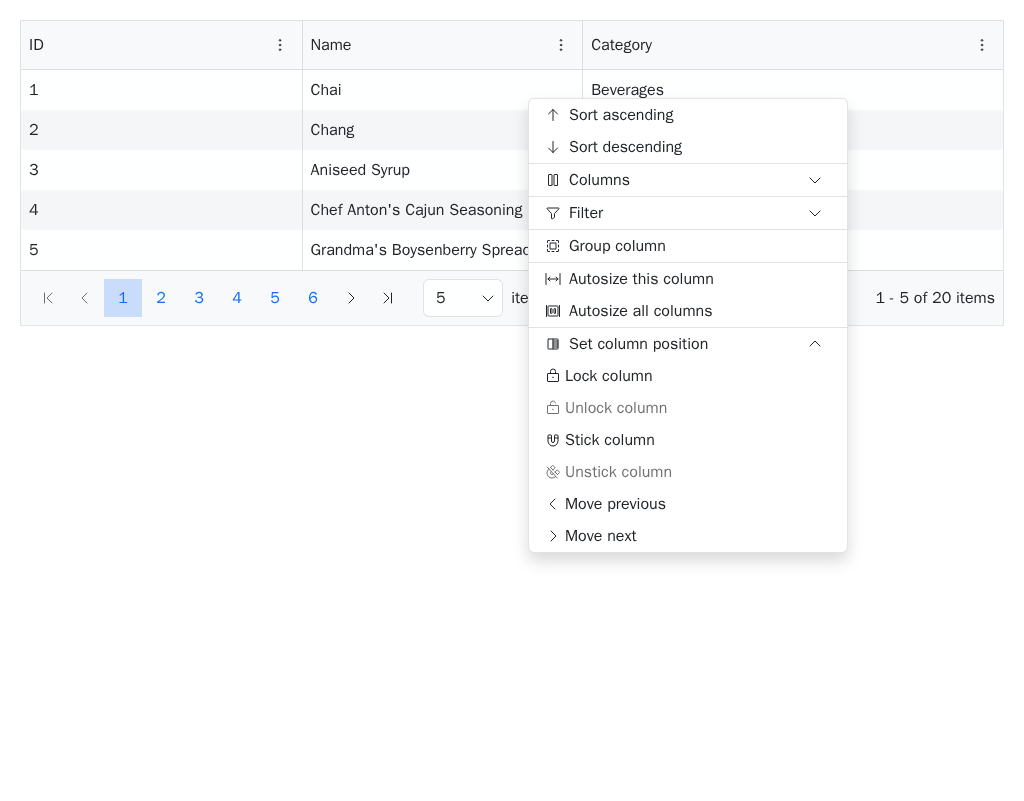 ID Name Category
1 Chai Beverages
2 Chang
3 Aniseed Syrup
4 Chef Anton's Cajun Seasoning
5 Grandma's Boysenberry Spread
1 2 3 4 5 6 5 1 - 5 of 20 items
Sort ascending
Sort descending
Columns
Filter
Group column
Autosize this column
Autosize all columns
Set column position
Lock column
Unlock column
Stick column
Unstick column
Move previous
Move next